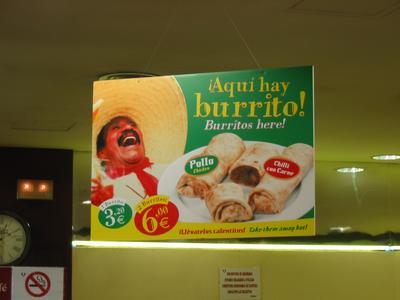 ¡Aquí hay
burrito!
Burritos here!
Pollo
Chicken
Chilli
con Carne
1 Burrito
3,20
€
2 Burritos
6,00
€
¡Llévatelos calentitos! Take them away hot!